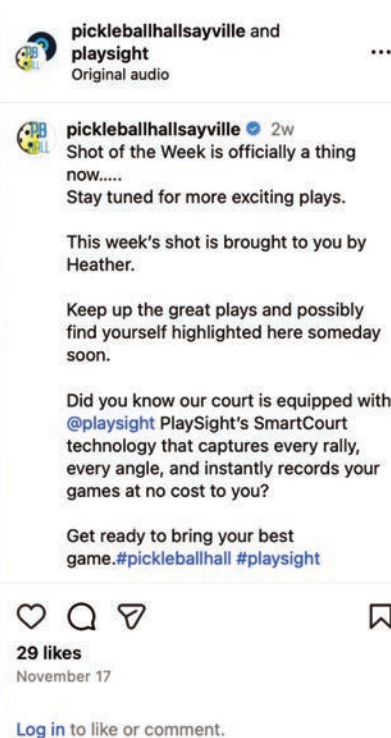 pickleballhallsayville and
playsight
Original audio
pickleballhallsayville 2w
Shot of the Week is officially a thing
now.....
Stay tuned for more exciting plays.
This week's shot is brought to you by
Heather.
Keep up the great plays and possibly
find yourself highlighted here someday
soon.
Did you know our court is equipped with
@playsight PlaySight's SmartCourt
technology that captures every rally,
every angle, and instantly records your
games at no cost to you?
Get ready to bring your best
game.#pickleballhall #playsight
29 likes
November 17
Log in to like or comment.